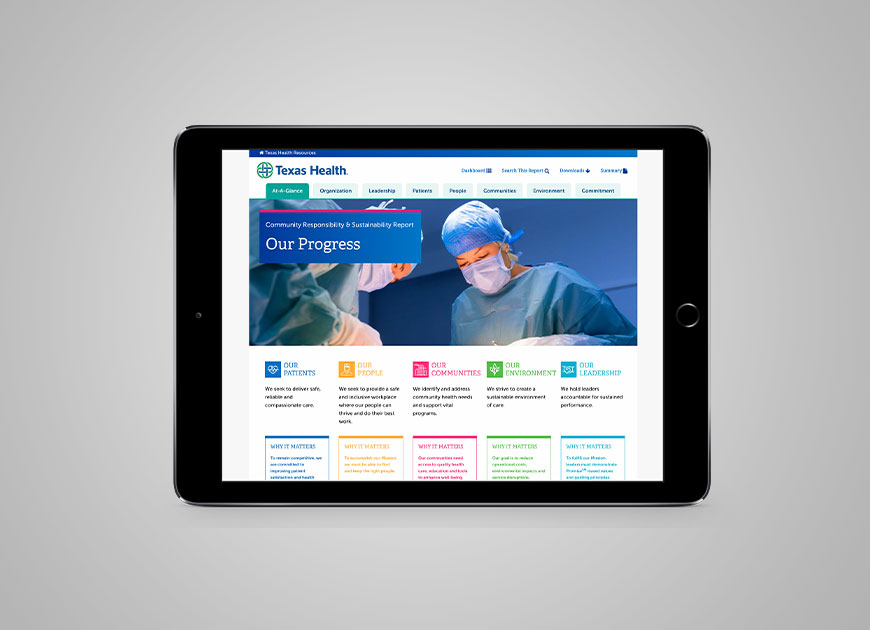 Texas Health Resources
Texas Health.
Dashboard
Search This Report
Downloads
Summary
At-A-Glance
Organization
Leadership
Patients
People
Communities
Environment
Commitment
Community Responsibility & Sustainability Report
Our Progress
OUR
PATIENTS
We seek to deliver safe,
reliable and
compassionate care.
OUR
PEOPLE
We seek to provide a safe
and inclusive workplace
where our people can
thrive and do their best
work.
OUR
COMMUNITIES
We identify and address
community health needs
and support vital
programs.
OUR
ENVIRONMENT
We strive to create a
sustainable environment
of care
OUR
LEADERSHIP
We hold leaders
accountable for sustained
performance.
WHY IT MATTERS
To remain competitive, we
are committed to
improving patient
satisfaction and health
WHY IT MATTERS
To accomplish our Mission
we must be able to find
and keep the right people.
WHY IT MATTERS
Our communities need
access to quality health
care, education and tools
to enhance well-being
WHY IT MATTERS
Our goal is to reduce
operational costs,
environmental impacts and
service disruptions.
WHY IT MATTERS
To fulfill our Mission,
leaders must demonstrate
Promise℠-based values
and guiding principles